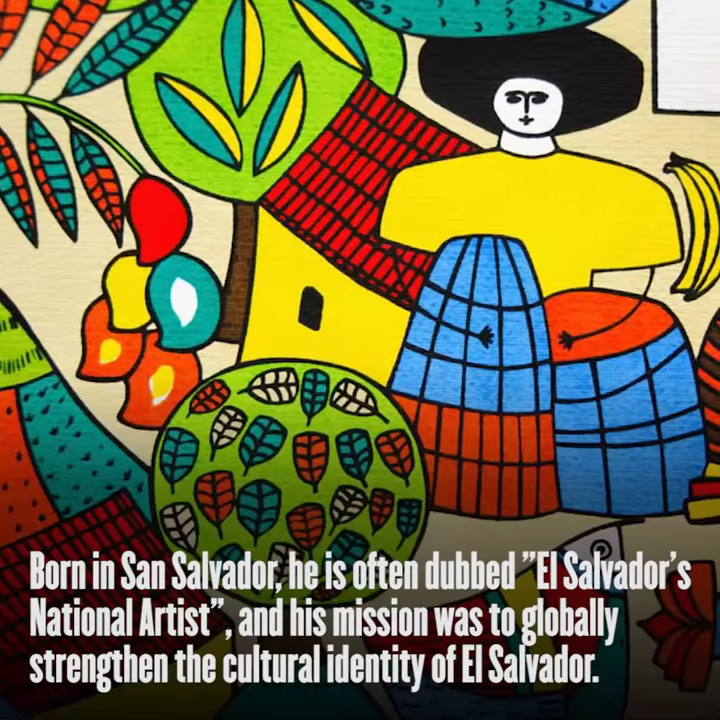 Born in San Salvador, he is often dubbed "El Salvador's
National Artist", and his mission was to globally
strengthen the cultural identity of El Salvador.